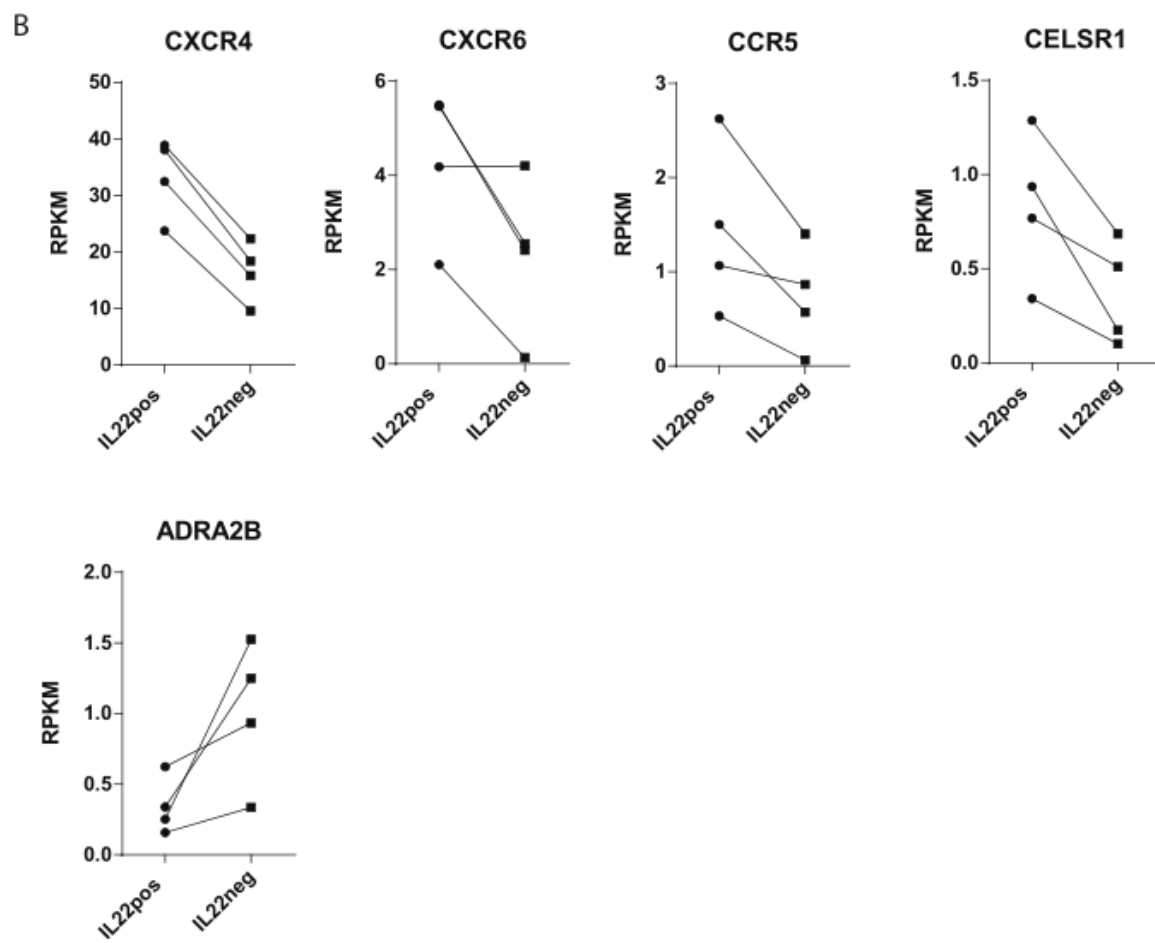 B
CXCR4
CXCR6
CCR5
CELSR1
RPKM
50
40
30
20
10
0
IL22pos
IL22neg
RPKM
6
4
2
0
IL22pos
IL22neg
RPKM
3
2
1
0
IL22pos
IL22neg
RPKM
1.5
1.0
0.5
0.0
IL22pos
IL22neg
ADRA2B
RPKM
2.0
1.5
1.0
0.5
0.0
IL22pos
IL22neg